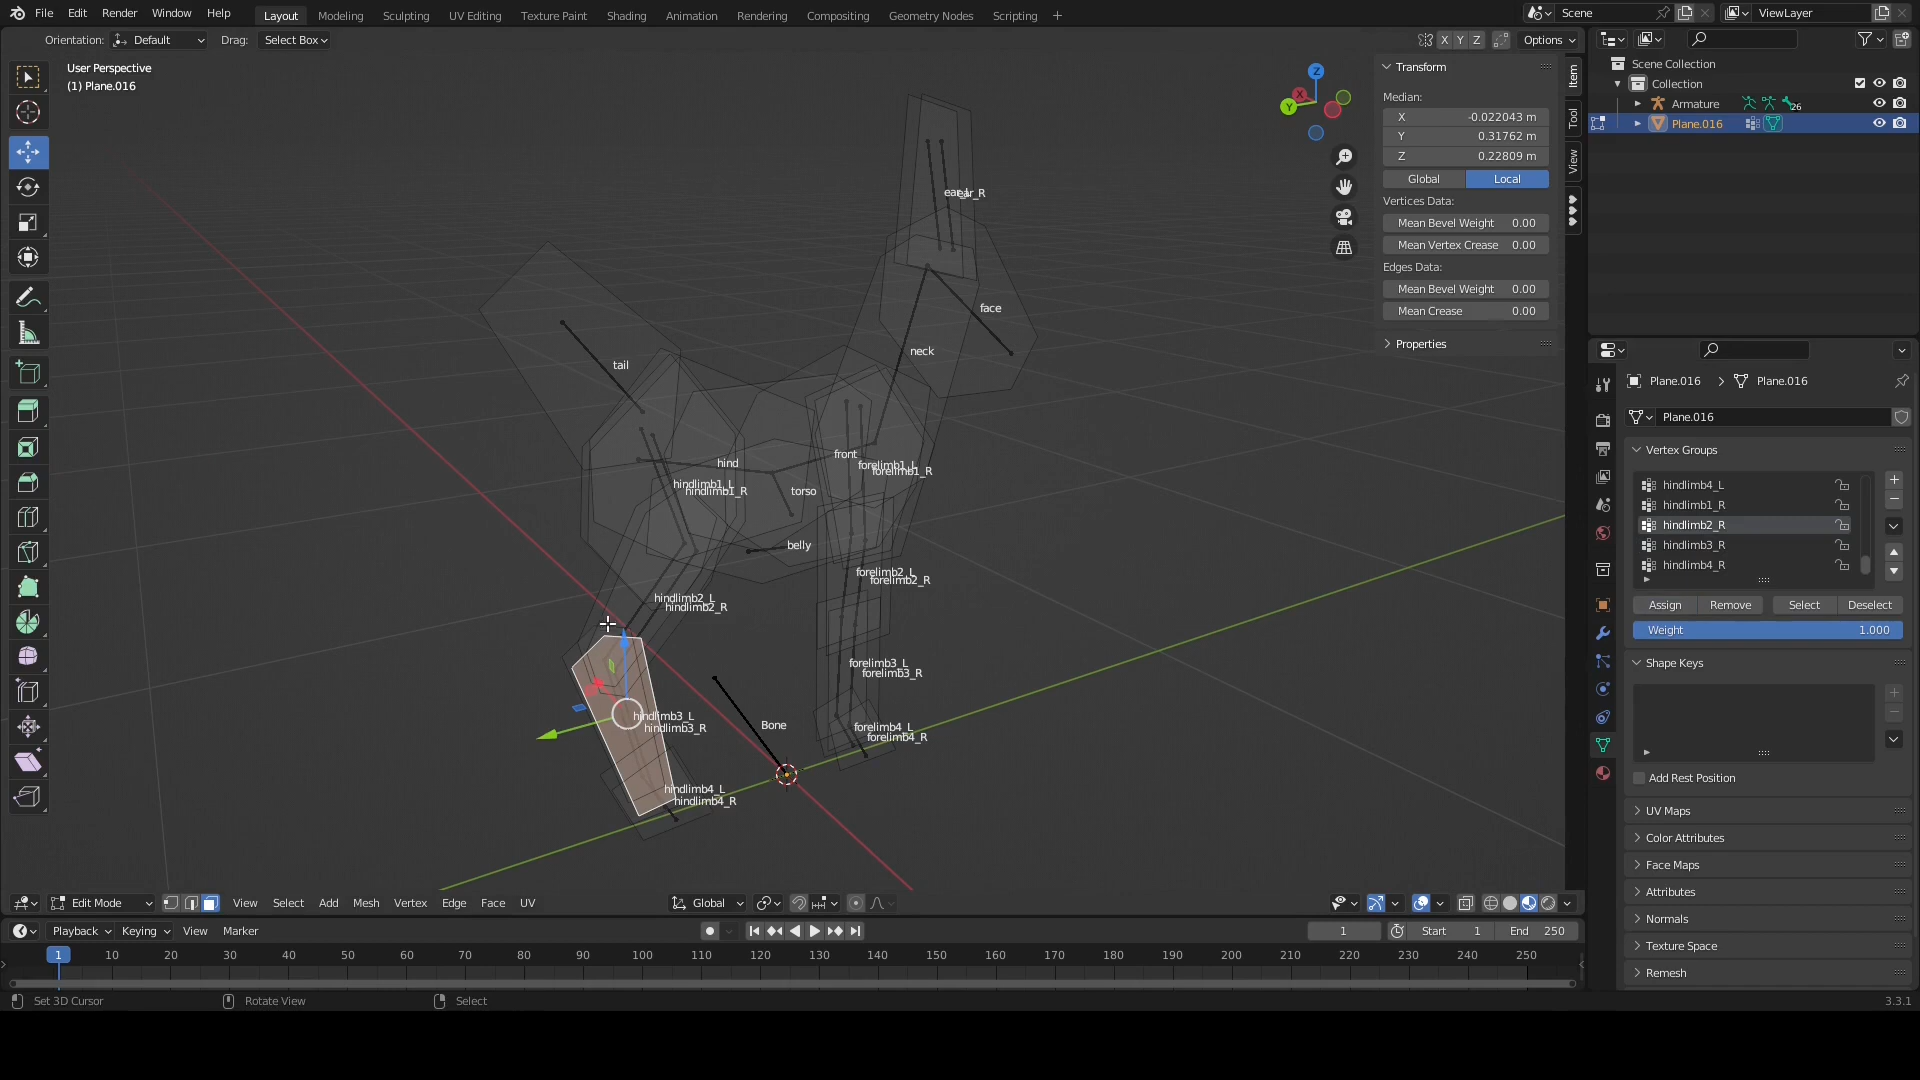 File Edit Render Window Help Layout Modeling Sculpting UV Editing Texture Paint Shading Animation Rendering Compositing Geometry Nodes Scripting + Scene ViewLayer
Orientation: Default Drag: Select Box X Y Z Options
User Perspective
(1) Plane.016
Z
X
Y
ear_L
ear_R
face
neck
tail
front
forelimb1_L
forelimb1_R
hind
hindlimb1_L
hindlimb1_R
torso
belly
forelimb2_L
forelimb2_R
hindlimb2_L
hindlimb2_R
forelimb3_L
forelimb3_R
hindlimb3_L
hindlimb3_R
Bone
forelimb4_L
forelimb4_R
hindlimb4_L
hindlimb4_R
Transform
Median:
X -0.022043 m
Y 0.31762 m
Z 0.22809 m
Global Local
Vertices Data:
Mean Bevel Weight 0.00
Mean Vertex Crease 0.00
Edges Data:
Mean Bevel Weight 0.00
Mean Crease 0.00
Properties
Item
Tool
View
Scene Collection
Collection
Armature 26
Plane.016
Plane.016 Plane.016
Plane.016
Vertex Groups
hindlimb4_L
hindlimb1_R
hindlimb2_R
hindlimb3_R
hindlimb4_R
Assign Remove Select Deselect
Weight 1.000
Shape Keys
Add Rest Position
UV Maps
Color Attributes
Face Maps
Attributes
Normals
Texture Space
Remesh
Edit Mode View Select Add Mesh Vertex Edge Face UV Global
Playback Keying View Marker 1 Start 1 End 250
1 10 20 30 40 50 60 70 80 90 100 110 120 130 140 150 160 170 180 190 200 210 220 230 240 250
Set 3D Cursor Rotate View Select 3.3.1